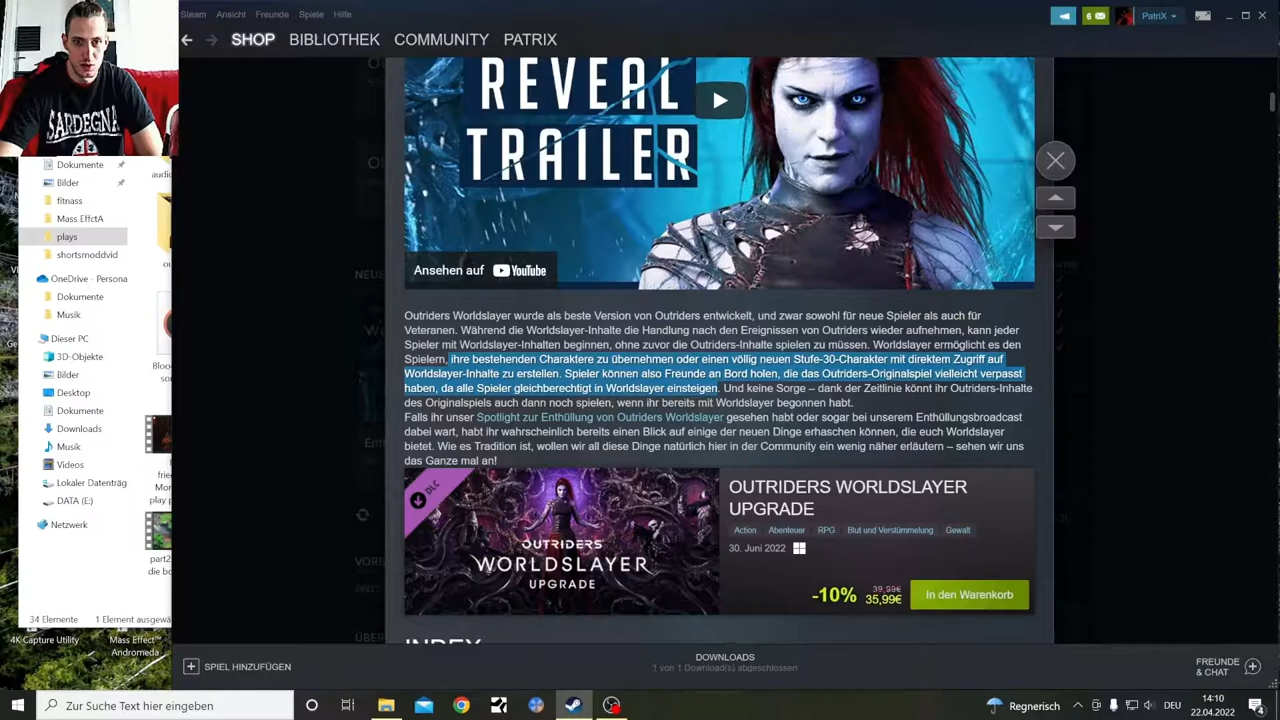 Steam Ansicht Freunde Spiele Hilfe
6 PatriX
SHOP BIBLIOTHEK COMMUNITY PATRIX
SARDEGNA
REVEAL
TRAILER
Ansehen auf YouTube
Dokumente
Bilder
fitnass
Mass EffctA
plays
shortsmoddvid
OneDrive - Persona
Dokumente
Musik
Dieser PC
3D-Objekte
Bilder
Desktop
Dokumente
Downloads
Musik
Videos
Lokaler Datenträg
DATA (E:)
Netzwerk
34 Elemente 1 Element ausgewä
4K Capture Utility
Mass Effect™
Andromeda
Outriders Worldslayer wurde als beste Version von Outriders entwickelt, und zwar sowohl für neue Spieler als auch für
Veteranen. Während die Worldslayer-Inhalte die Handlung nach den Ereignissen von Outriders wieder aufnehmen, kann jeder
Spieler mit Worldslayer-Inhalten beginnen, ohne zuvor die Outriders-Inhalte spielen zu müssen. Worldslayer ermöglicht es den
Spielern, ihre bestehenden Charaktere zu übernehmen oder einen völlig neuen Stufe-30-Charakter mit direktem Zugriff auf
Worldslayer-Inhalte zu erstellen. Spieler können also Freunde an Bord holen, die das Outriders-Originalspiel vielleicht verpasst
haben, da alle Spieler gleichberechtigt in Worldslayer einsteigen. Und keine Sorge – dank der Zeitlinie könnt ihr Outriders-Inhalte
des Originalspiels auch dann noch spielen, wenn ihr bereits mit Worldslayer begonnen habt.
Falls ihr unser Spotlight zur Enthüllung von Outriders Worldslayer gesehen habt oder sogar bei unserem Enthüllungsbroadcast
dabei wart, habt ihr wahrscheinlich bereits einen Blick auf einige der neuen Dinge erhaschen können, die euch Worldslayer
bietet. Wie es Tradition ist, wollen wir all diese Dinge natürlich hier in der Community ein wenig näher erläutern – sehen wir uns
das Ganze mal an!
DLC
OUTRIDERS
WORLDSLAYER
UPGRADE
OUTRIDERS WORLDSLAYER
UPGRADE
Action Abenteuer RPG Blut und Verstümmelung Gewalt
30. Juni 2022
-10% 39,99€ 35,99€ In den Warenkorb
INDEX
SPIEL HINZUFÜGEN
DOWNLOADS
1 von 1 Download(s) abgeschlossen
FREUNDE
& CHAT
Zur Suche Text hier eingeben
Regnerisch DEU 14:10
22.04.2022 4